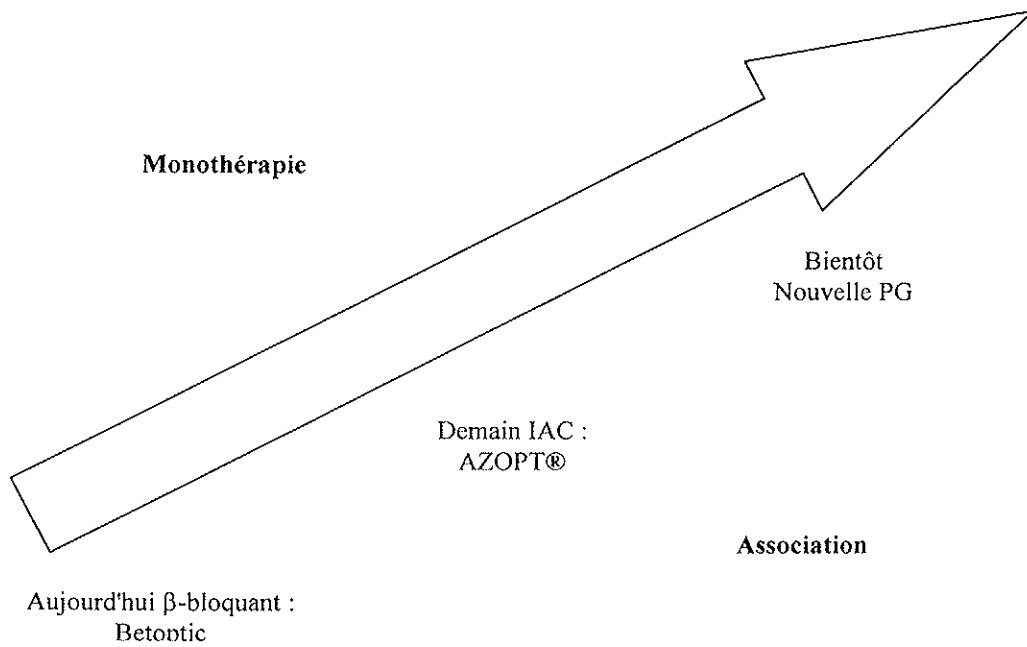 Monothérapie
Bientôt
Nouvelle PG
Demain IAC :
AZOPT®
Association
Aujourd'hui β-bloquant :
Betoptic